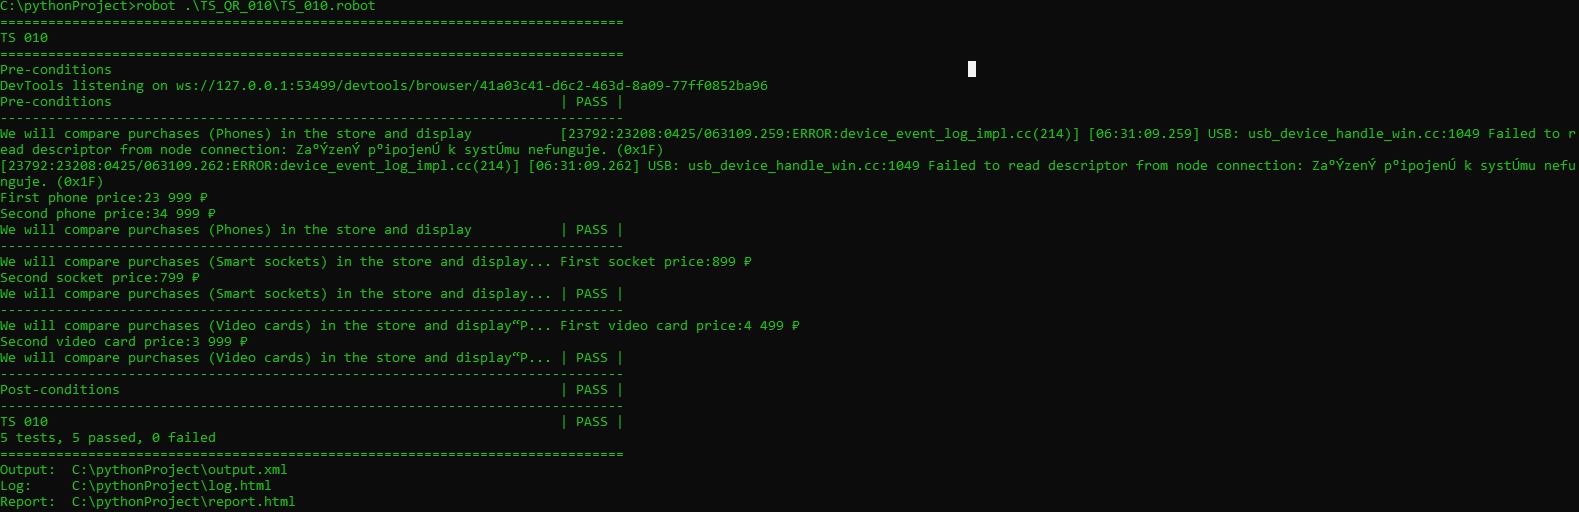 C:\pythonProject>robot .\TS_QR_010\TS_010.robot
==============================================================================
TS 010
==============================================================================
Pre-conditions
DevTools listening on ws://127.0.0.1:53499/devtools/browser/41a03c41-d6c2-463d-8a09-77ff0852ba96
Pre-conditions                                                        | PASS |
------------------------------------------------------------------------------
We will compare purchases (Phones) in the store and display           [23792:23208:0425/063109.259:ERROR:device_event_log_impl.cc(214)] [06:31:09.259] USB: usb_device_handle_win.cc:1049 Failed to r
ead descriptor from node connection: ZaºÝzenÝ pºipojenÚ k systÚmu nefunguje. (0x1F)
[23792:23208:0425/063109.262:ERROR:device_event_log_impl.cc(214)] [06:31:09.262] USB: usb_device_handle_win.cc:1049 Failed to read descriptor from node connection: ZaºÝzenÝ pºipojenÚ k systÚmu nefu
nguje. (0x1F)
First phone price:23 999 ₽
Second phone price:34 999 ₽
We will compare purchases (Phones) in the store and display           | PASS |
------------------------------------------------------------------------------
We will compare purchases (Smart sockets) in the store and display... First socket price:899 ₽
Second socket price:799 ₽
We will compare purchases (Smart sockets) in the store and display... | PASS |
------------------------------------------------------------------------------
We will compare purchases (Video cards) in the store and display“P... First video card price:4 499 ₽
Second video card price:3 999 ₽
We will compare purchases (Video cards) in the store and display“P... | PASS |
------------------------------------------------------------------------------
Post-conditions                                                       | PASS |
------------------------------------------------------------------------------
TS 010                                                                | PASS |
5 tests, 5 passed, 0 failed
==============================================================================
Output:  C:\pythonProject\output.xml
Log:     C:\pythonProject\log.html
Report:  C:\pythonProject\report.html